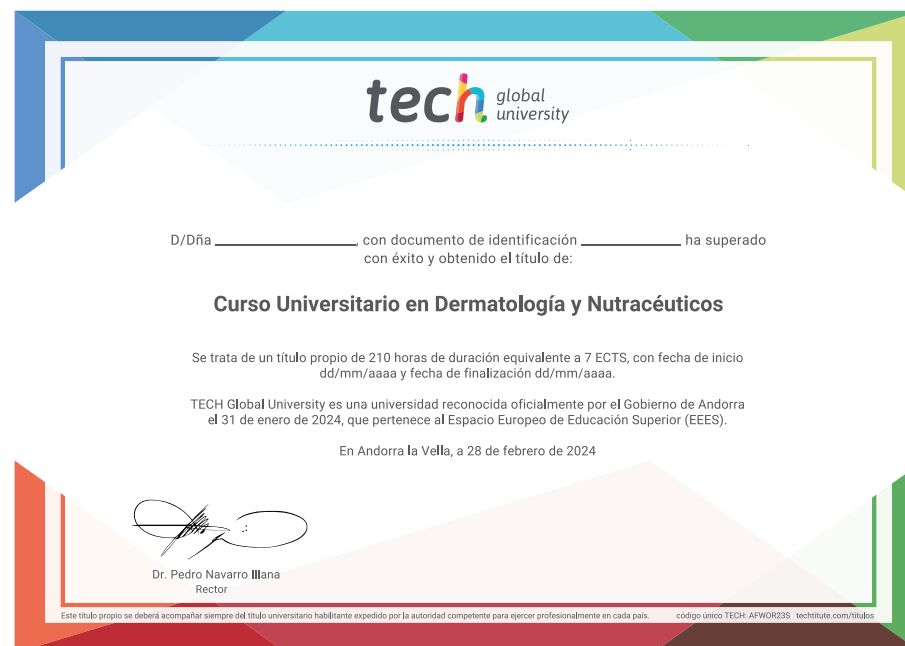 tech global university
D/Dña ____________________, con documento de identificación ______________ ha superado
con éxito y obtenido el título de:
Curso Universitario en Dermatología y Nutracéuticos
Se trata de un título propio de 210 horas de duración equivalente a 7 ECTS, con fecha de inicio
dd/mm/aaaa y fecha de finalización dd/mm/aaaa.
TECH Global University es una universidad reconocida oficialmente por el Gobierno de Andorra
el 31 de enero de 2024, que pertenece al Espacio Europeo de Educación Superior (EEES).
En Andorra la Vella, a 28 de febrero de 2024
Dr. Pedro Navarro Illana
Rector
Este título propio se deberá acompañar siempre del título universitario habilitante expedido por la autoridad competente para ejercer profesionalmente en cada país. código único TECH: AFWOR23S techtitute.com/titulos